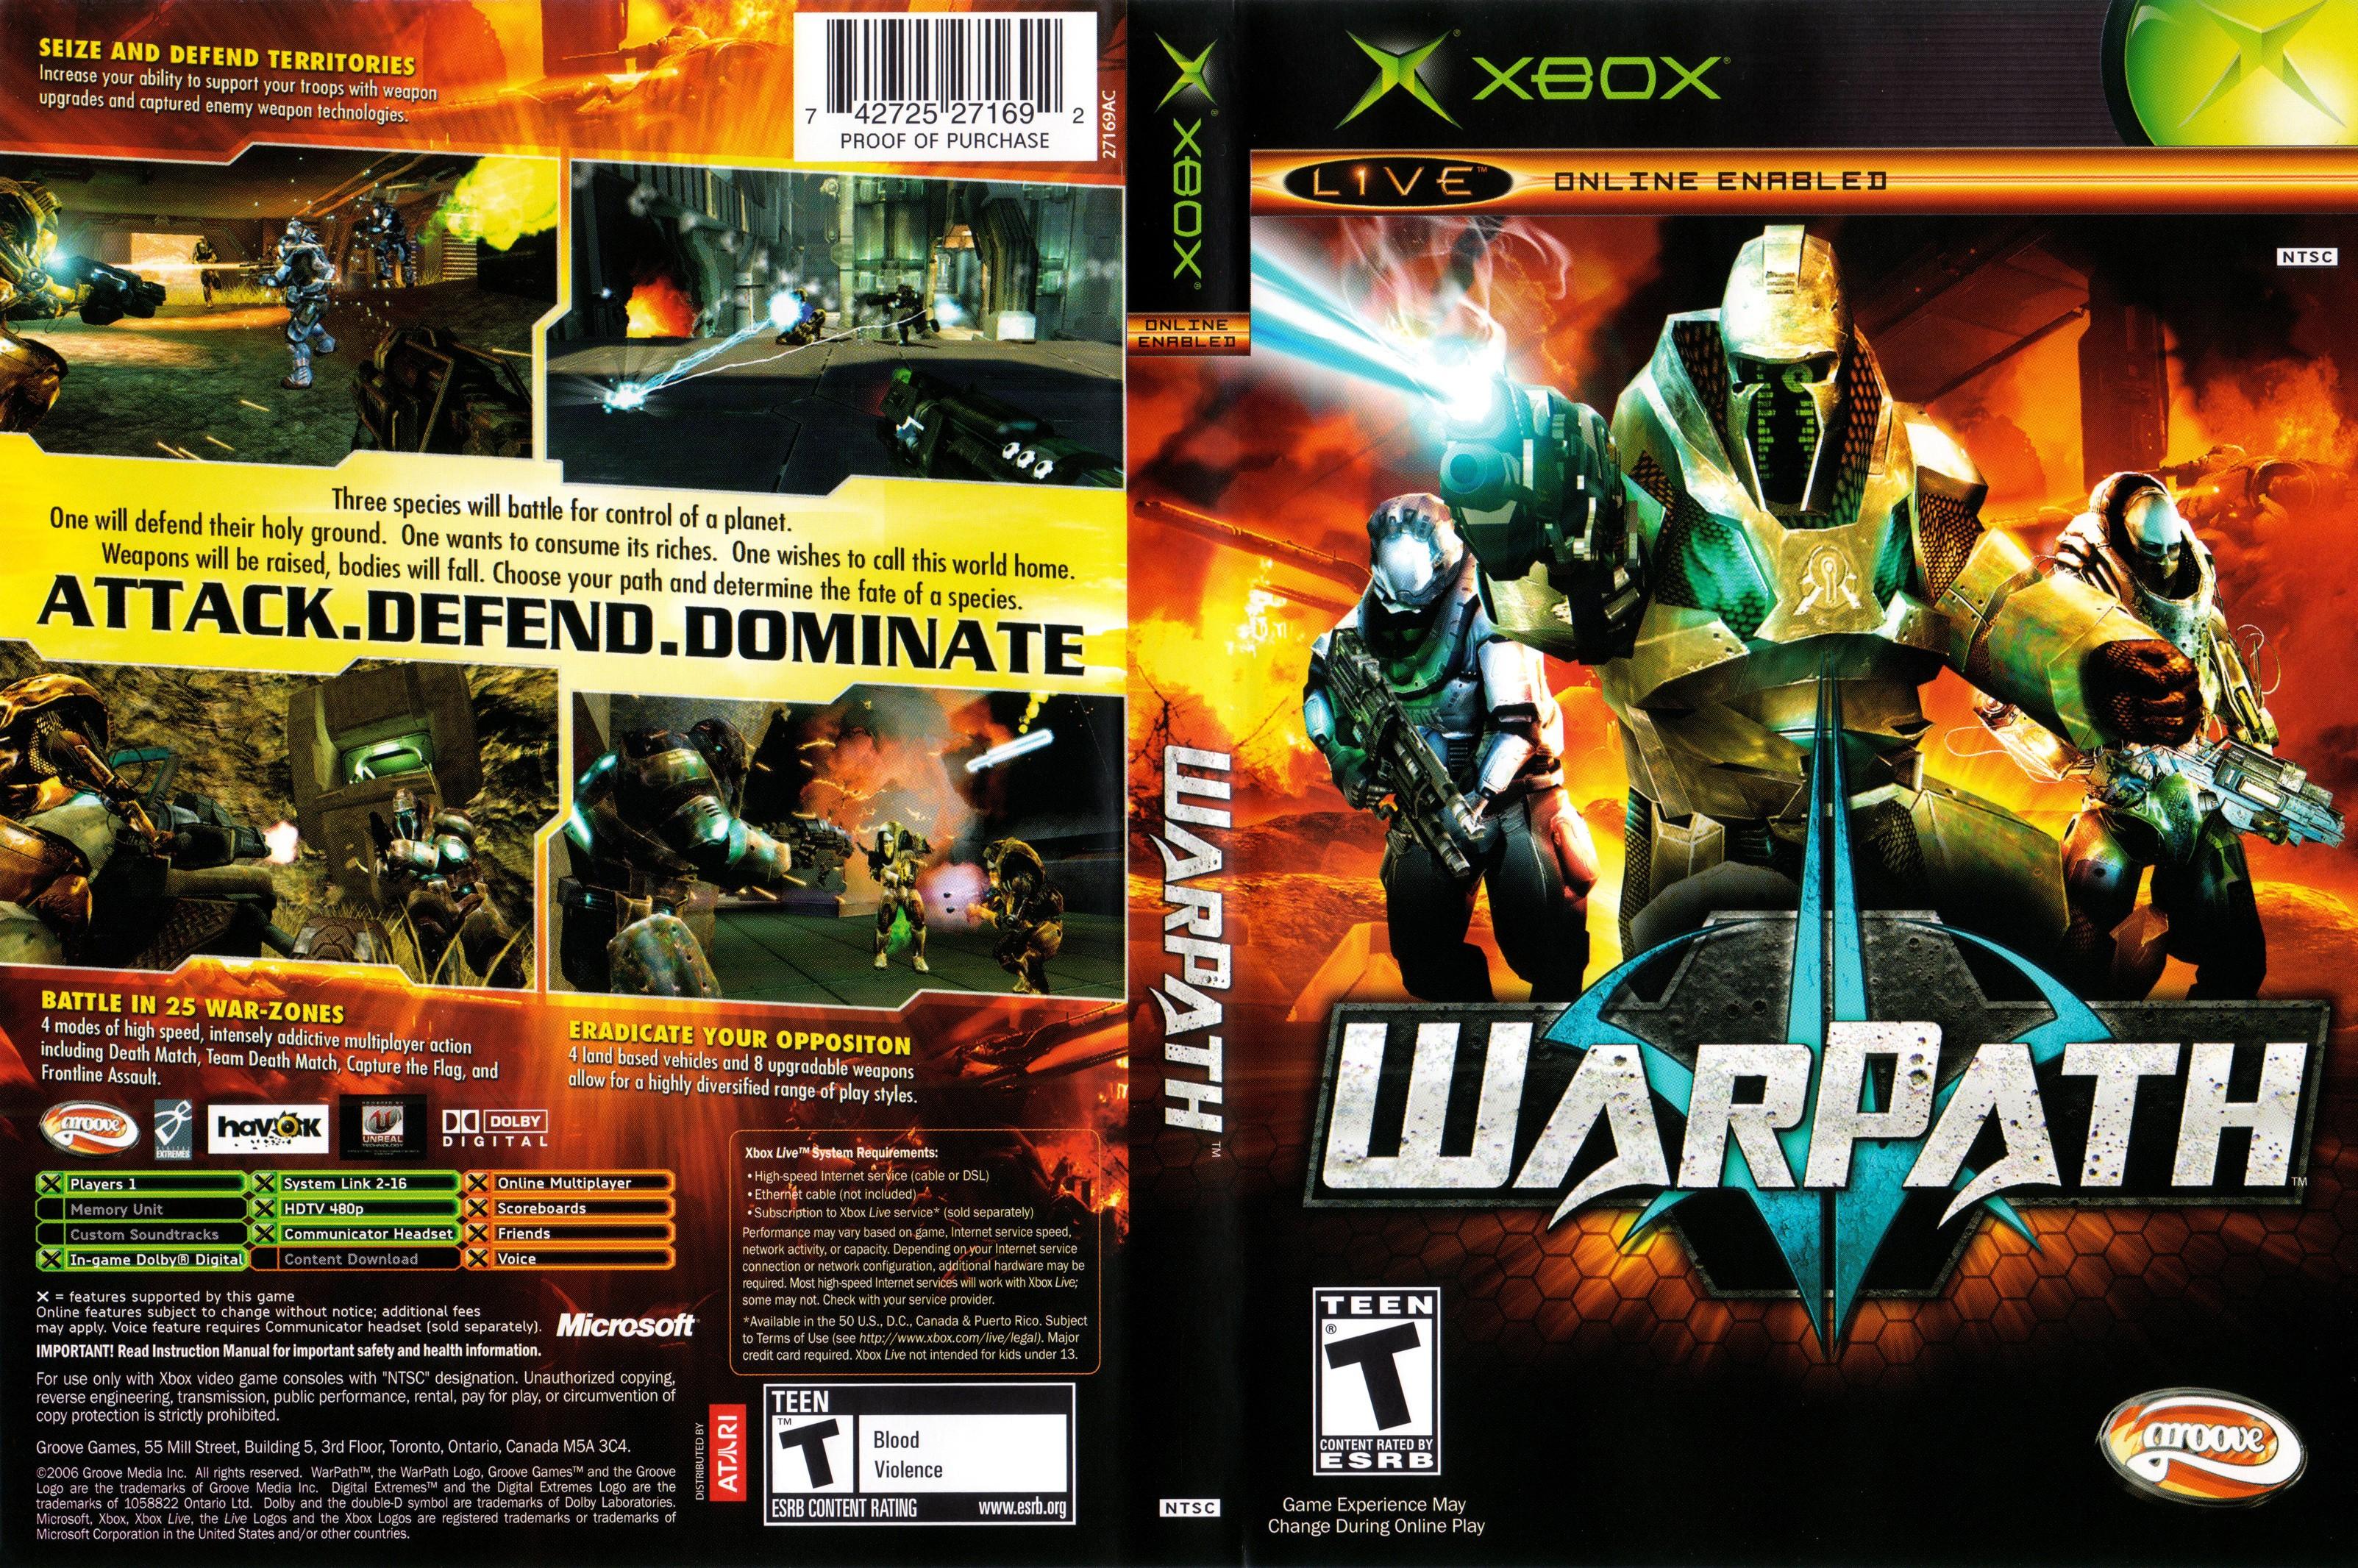 SEIZE AND DEFEND TERRITORIES
Increase your ability to support your troops with weapon
upgrades and captured enemy weapon technologies.
7 42725 27169 2
PROOF OF PURCHASE
27169AC
Three species will battle for control of a planet.
One will defend their holy ground. One wants to consume its riches. One wishes to call this world home.
Weapons will be raised, bodies will fall. Choose your path and determine the fate of a species.
ATTACK.DEFEND.DOMINATE
BATTLE IN 25 WAR-ZONES
4 modes of high speed, intensely addictive multiplayer action
including Death Match, Team Death Match, Capture the Flag, and
Frontline Assault.
ERADICATE YOUR OPPOSITON
4 land based vehicles and 8 upgradable weapons
allow for a highly diversified range of play styles.
groove
DIGITAL EXTREMES
havok
UNREAL
TECHNOLOGY
DOLBY
DIGITAL
Players 1
System Link 2-16
Online Multiplayer
Memory Unit
HDTV 480p
Scoreboards
Custom Soundtracks
Communicator Headset
Friends
In-game Dolby® Digital
Content Download
Voice
X = features supported by this game
Online features subject to change without notice; additional fees
may apply. Voice feature requires Communicator headset (sold separately).
Microsoft
IMPORTANT! Read Instruction Manual for important safety and health information.
For use only with Xbox video game consoles with "NTSC" designation. Unauthorized copying,
reverse engineering, transmission, public performance, rental, pay for play, or circumvention of
copy protection is strictly prohibited.
Groove Games, 55 Mill Street, Building 5, 3rd Floor, Toronto, Ontario, Canada M5A 3C4.
©2006 Groove Media Inc. All rights reserved. WarPath™, the WarPath Logo, Groove Games™ and the Groove
Logo are the trademarks of Groove Media Inc. Digital Extremes™ and the Digital Extremes Logo are the
trademarks of 1058822 Ontario Ltd. Dolby and the double-D symbol are trademarks of Dolby Laboratories.
Microsoft, Xbox, Xbox Live, the Live Logos and the Xbox Logos are registered trademarks or trademarks of
Microsoft Corporation in the United States and/or other countries.
Xbox Live™ System Requirements:
• High-speed Internet service (cable or DSL)
• Ethernet cable (not included)
• Subscription to Xbox Live service* (sold separately)
Performance may vary based on game, Internet service speed,
network activity, or capacity. Depending on your Internet service
connection or network configuration, additional hardware may be
required. Most high-speed Internet services will work with Xbox Live;
some may not. Check with your service provider.
*Available in the 50 U.S., D.C., Canada & Puerto Rico. Subject
to Terms of Use (see http://www.xbox.com/live/legal). Major
credit card required. Xbox Live not intended for kids under 13.
DISTRIBUTED BY
ATARI
TEEN
T™
Blood
Violence
ESRB CONTENT RATING www.esrb.org
XBOX®
ONLINE
ENABLED
WARPATH™
NTSC
XBOX®
LIVE™ ONLINE ENABLED
NTSC
WARPATH™
TEEN
T®
CONTENT RATED BY
ESRB
Game Experience May
Change During Online Play
groove